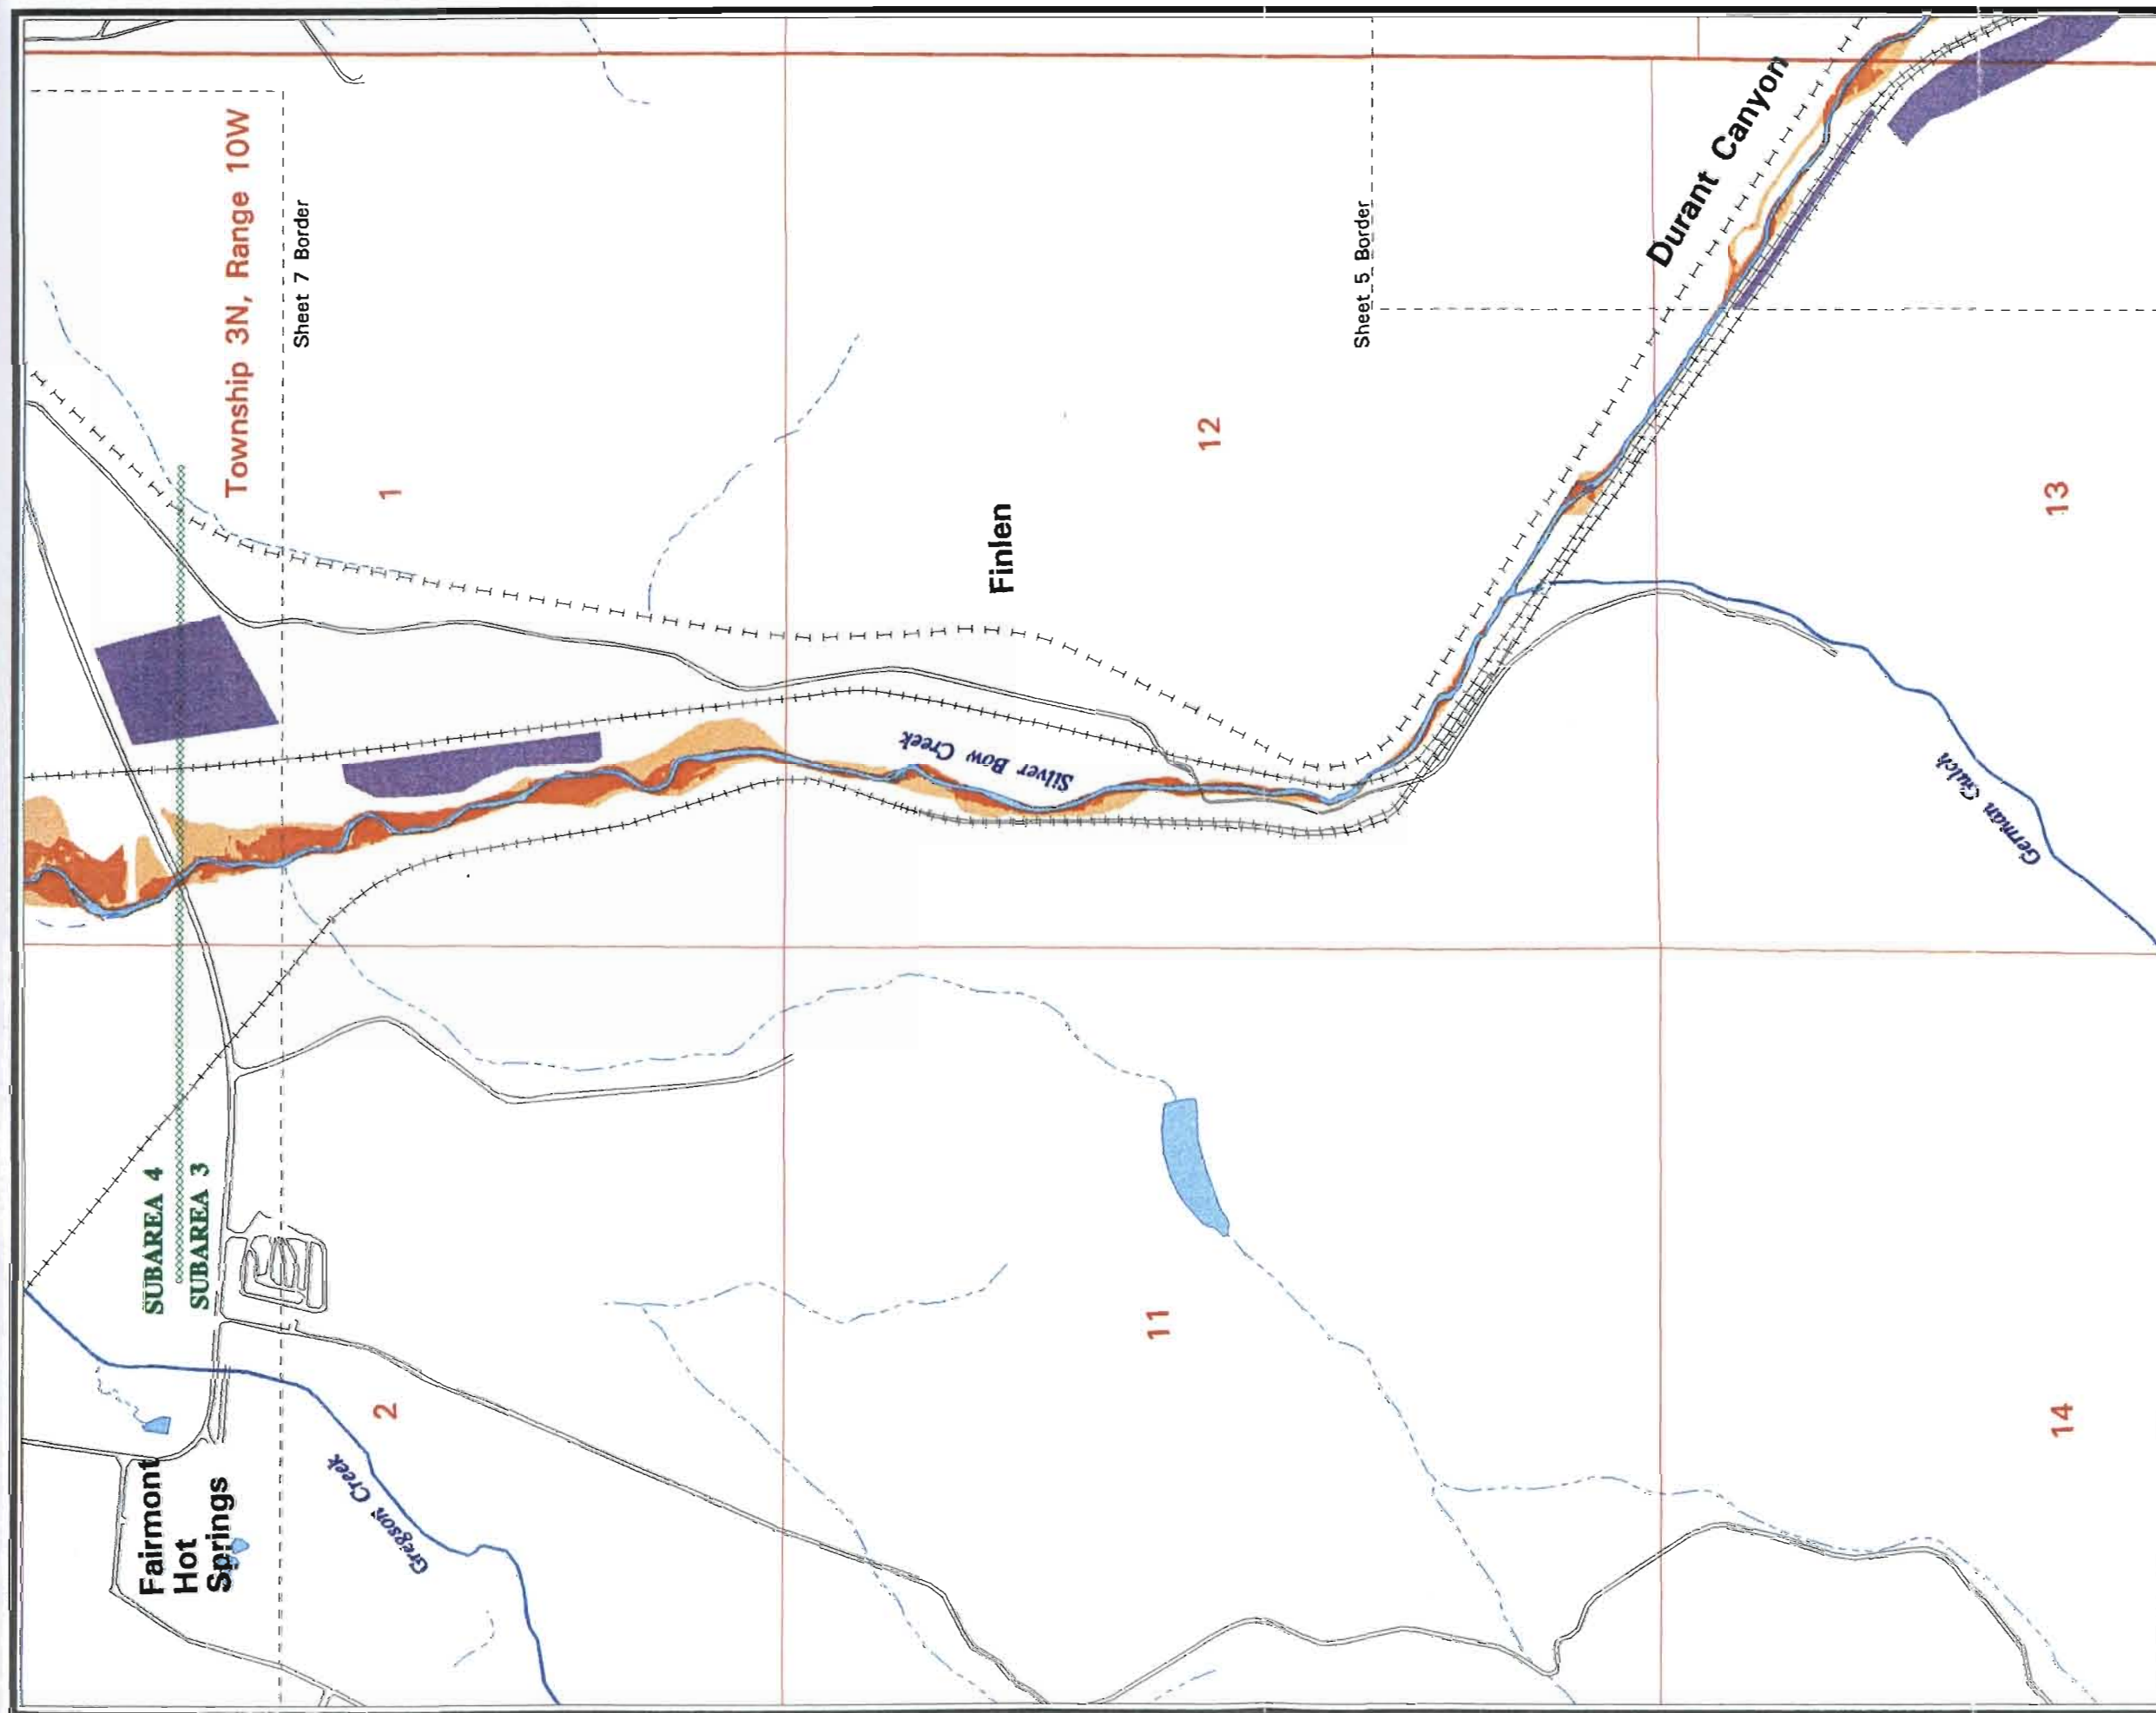 Township 3N, Range 10W
Sheet 7 Border
1
12
Finlen
Sheet 5 Border
Durant Canyon
13
Silver Bow Creek
German Gulch
SUBAREA 4
SUBAREA 3
2
11
14
Fairmont
Hot
Springs
Gregson Creek